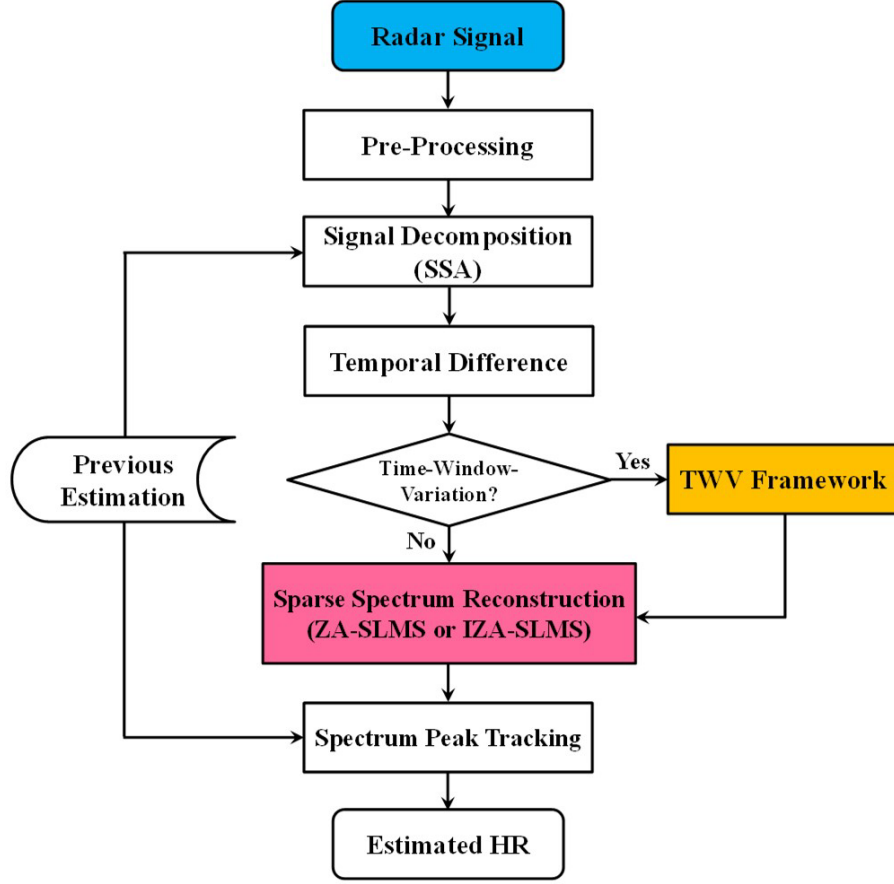 Radar Signal
Pre-Processing
Signal Decomposition
(SSA)
Temporal Difference
Previous
Estimation
Time-Window-
Variation?
Yes
TWV Framework
No
Sparse Spectrum Reconstruction
(ZA-SLMS or IZA-SLMS)
Spectrum Peak Tracking
Estimated HR